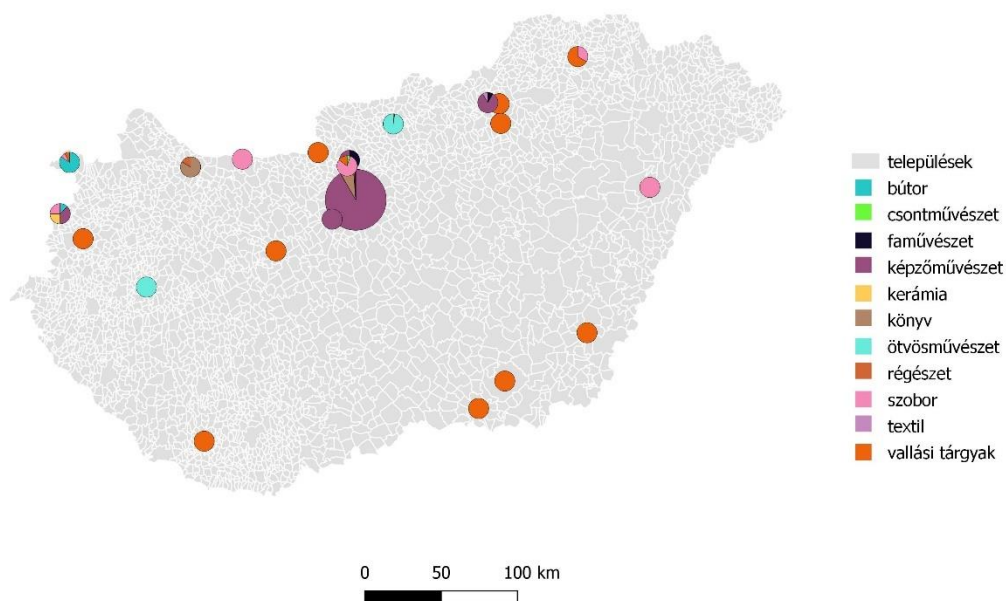 települések
bútor
csontművészet
faművészet
képzőművészet
kerámia
könyv
ötvösművészet
régészet
szobor
textil
vallási tárgyak
0 50 100 km